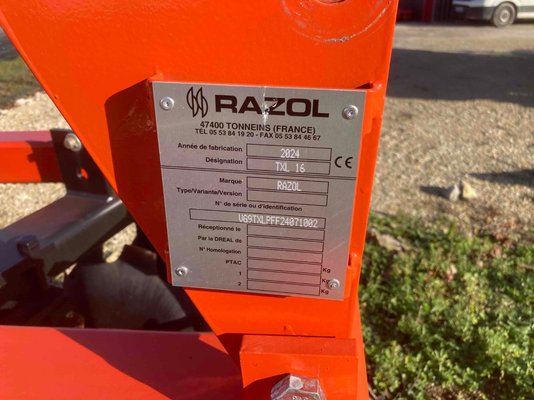 RAZOL
47400 TONNEINS (FRANCE)
TÉL 05 53 84 19 20 - FAX 05 53 84 46 67
Année de fabrication 2024
Désignation TXL 16 CE
Marque RAZOL
Type/Variante/Version
N° de série ou d'identification
VG9TXLPFF24071002
Réceptionné le
Par la DREAL de
N° Homologation
PTAC Kg
1 Kg
2 Kg